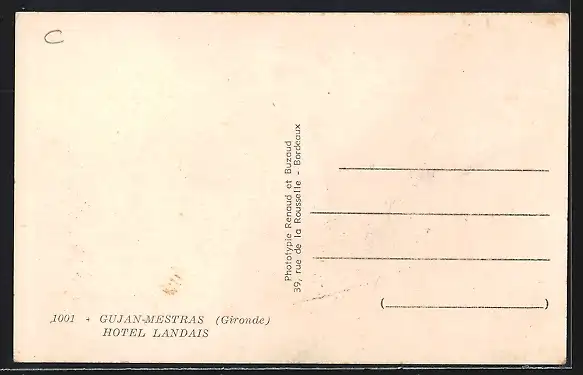 C
Phototypie Renaud et Buzaud
39, rue de la Rousselle - Bordeaux
(                    )
1001 - GUJAN-MESTRAS (Gironde)
HOTEL LANDAIS